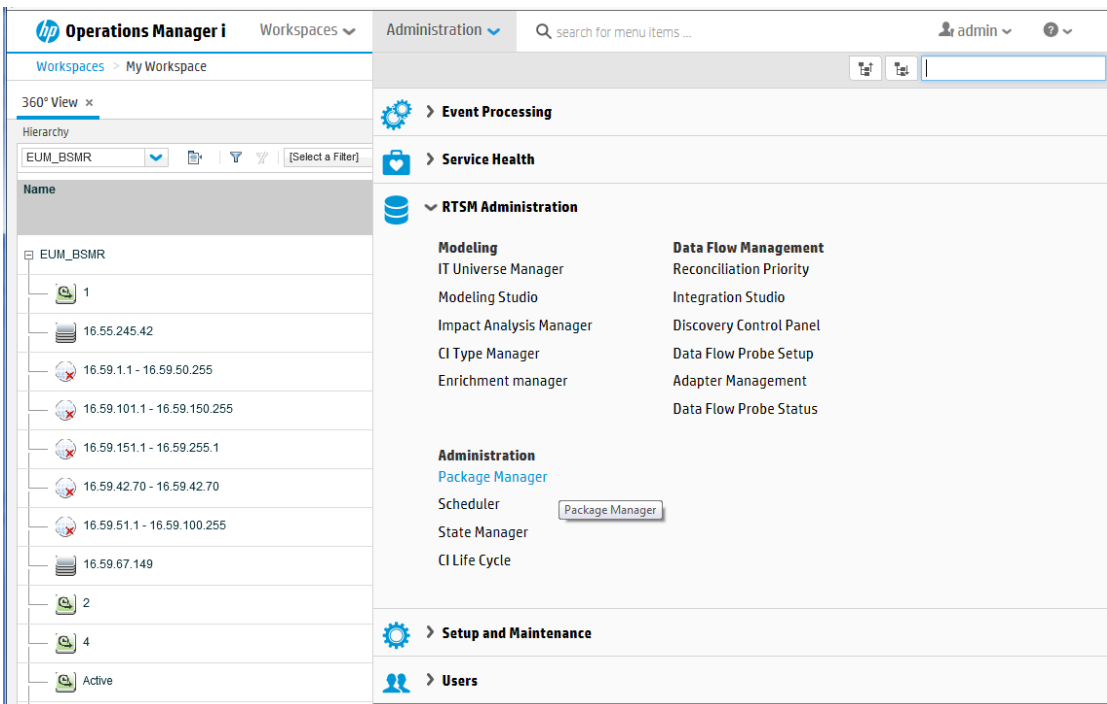 hp Operations Manager i Workspaces Administration search for menu items ... admin ?
Workspaces > My Workspace
360° View ×
Hierarchy
EUM_BSMR [Select a Filter]
Name
EUM_BSMR
1
16.55.245.42
16.59.1.1 - 16.59.50.255
16.59.101.1 - 16.59.150.255
16.59.151.1 - 16.59.255.1
16.59.42.70 - 16.59.42.70
16.59.51.1 - 16.59.100.255
16.59.67.149
2
4
Active
Event Processing
Service Health
RTSM Administration
Modeling
IT Universe Manager
Modeling Studio
Impact Analysis Manager
CI Type Manager
Enrichment manager
Data Flow Management
Reconciliation Priority
Integration Studio
Discovery Control Panel
Data Flow Probe Setup
Adapter Management
Data Flow Probe Status
Administration
Package Manager
Scheduler
Package Manager
State Manager
CI Life Cycle
Setup and Maintenance
Users